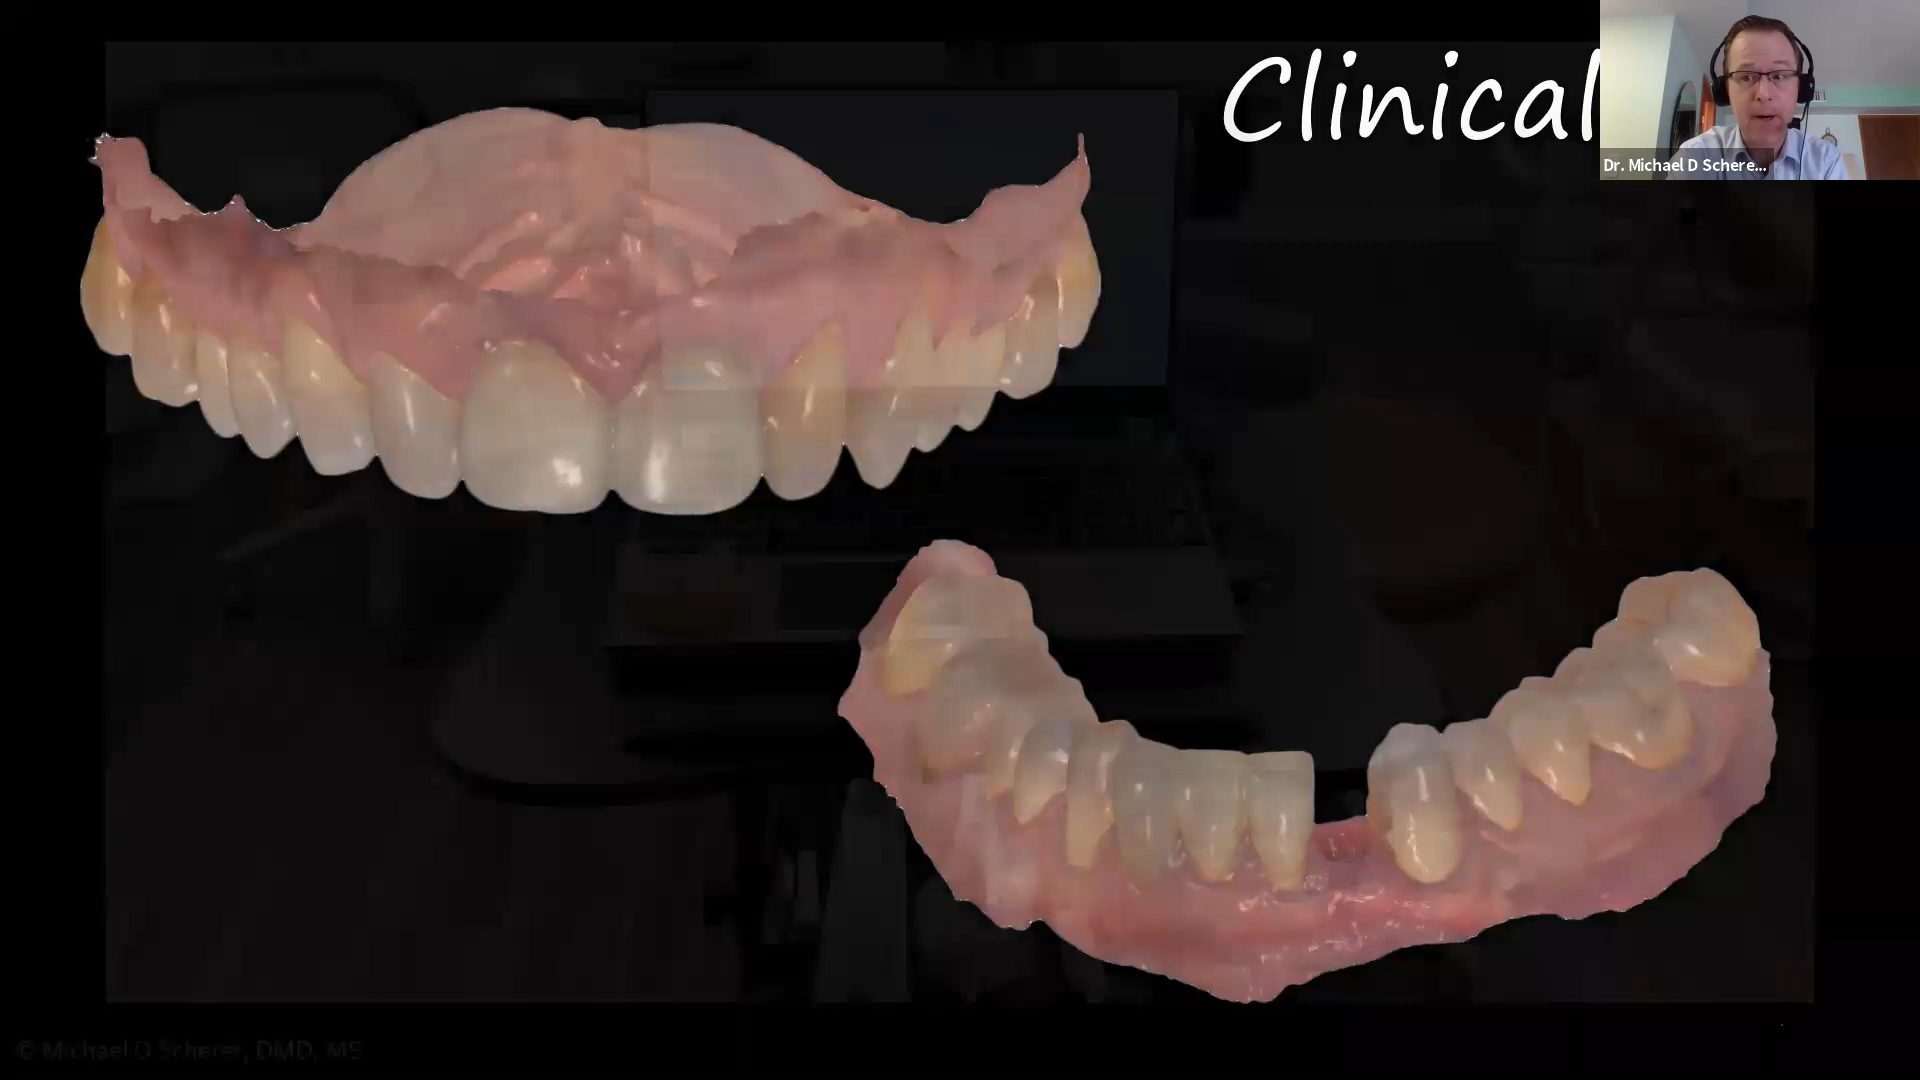 Clinical
Dr. Michael D Schere...
© Michael D Scherer, DMD, MS